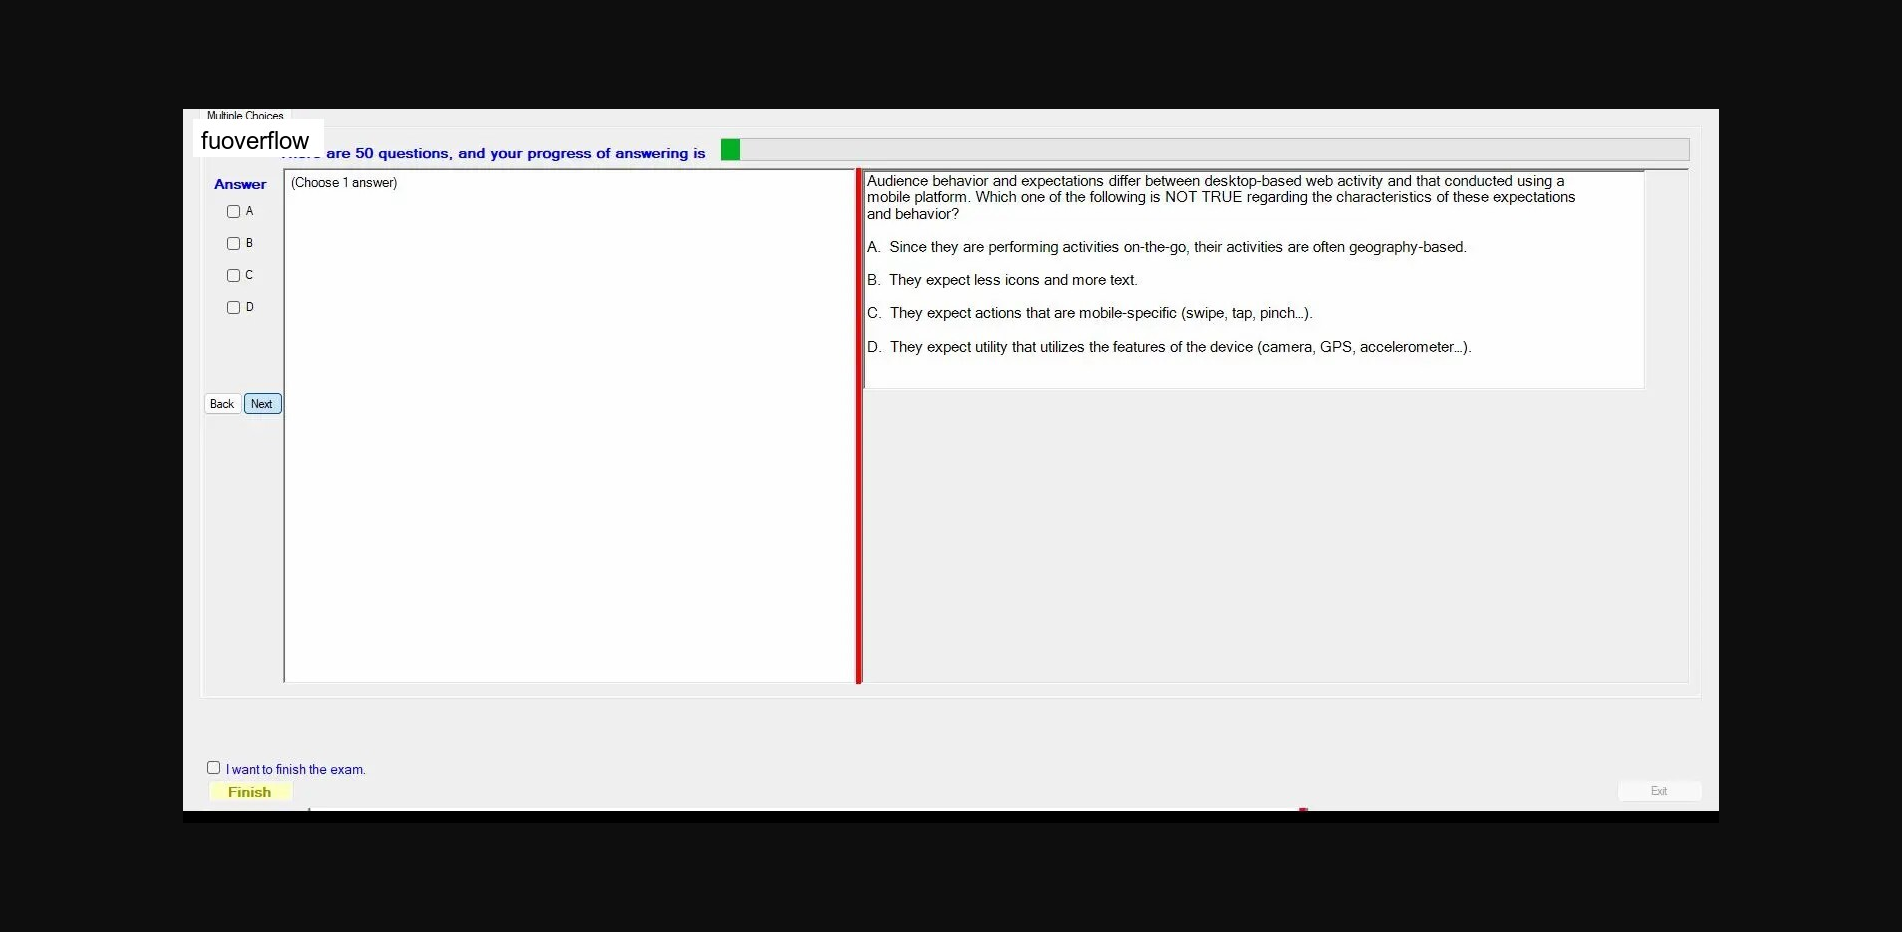 Multiple Choices
fuoverflow
are 50 questions, and your progress of answering is
Answer
(Choose 1 answer)
A
B
C
D
Back
Next
Audience behavior and expectations differ between desktop-based web activity and that conducted using a
mobile platform. Which one of the following is NOT TRUE regarding the characteristics of these expectations
and behavior?
A. Since they are performing activities on-the-go, their activities are often geography-based.
B. They expect less icons and more text.
C. They expect actions that are mobile-specific (swipe, tap, pinch...).
D. They expect utility that utilizes the features of the device (camera, GPS, accelerometer...).
I want to finish the exam.
Finish
Exit